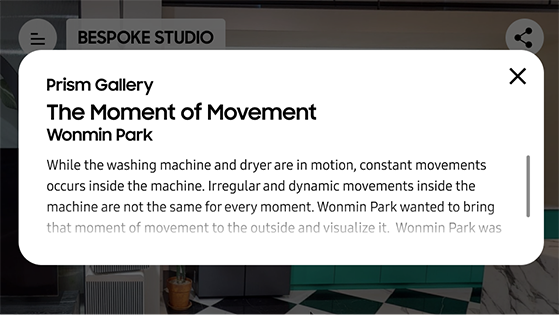 BESPOKE STUDIO
Prism Gallery
The Moment of Movement
Wonmin Park
While the washing machine and dryer are in motion, constant movements
occurs inside the machine. Irregular and dynamic movements inside the
machine are not the same for every moment. Wonmin Park wanted to bring
that moment of movement to the outside and visualize it. Wonmin Park was